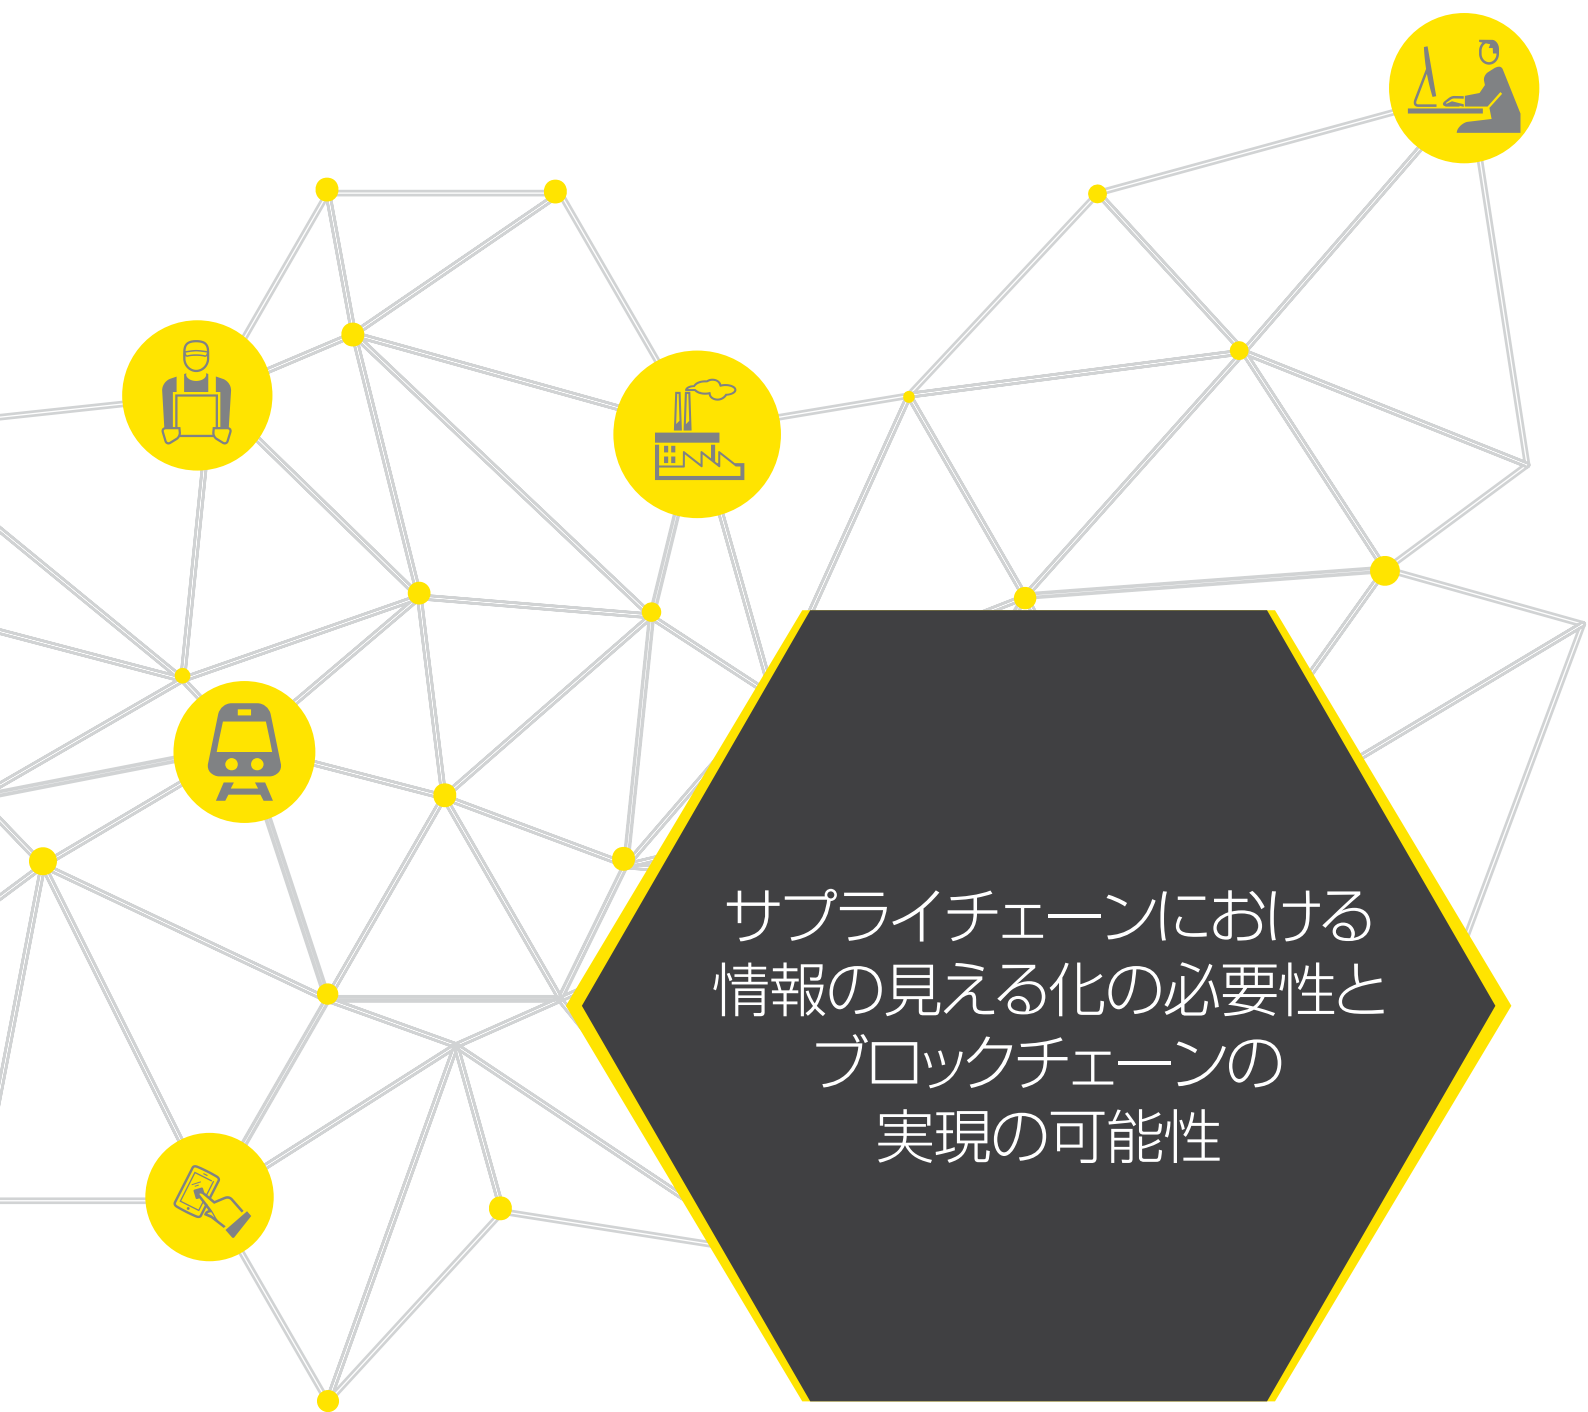 サプライチェーンにおける
情報の見える化の必要性と
ブロックチェーンの
実現の可能性